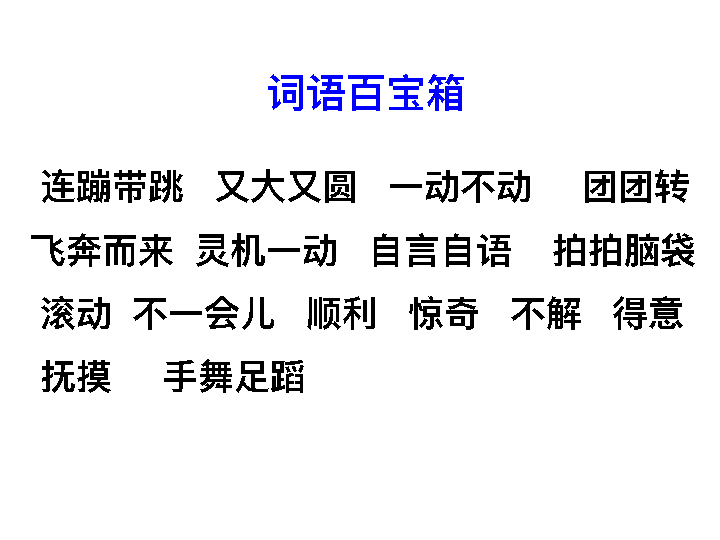 词语百宝箱
连蹦带跳 又大又圆 一动不动 团团转
飞奔而来 灵机一动 自言自语 拍拍脑袋
滚动 不一会儿 顺利 惊奇 不解 得意
抚摸 手舞足蹈